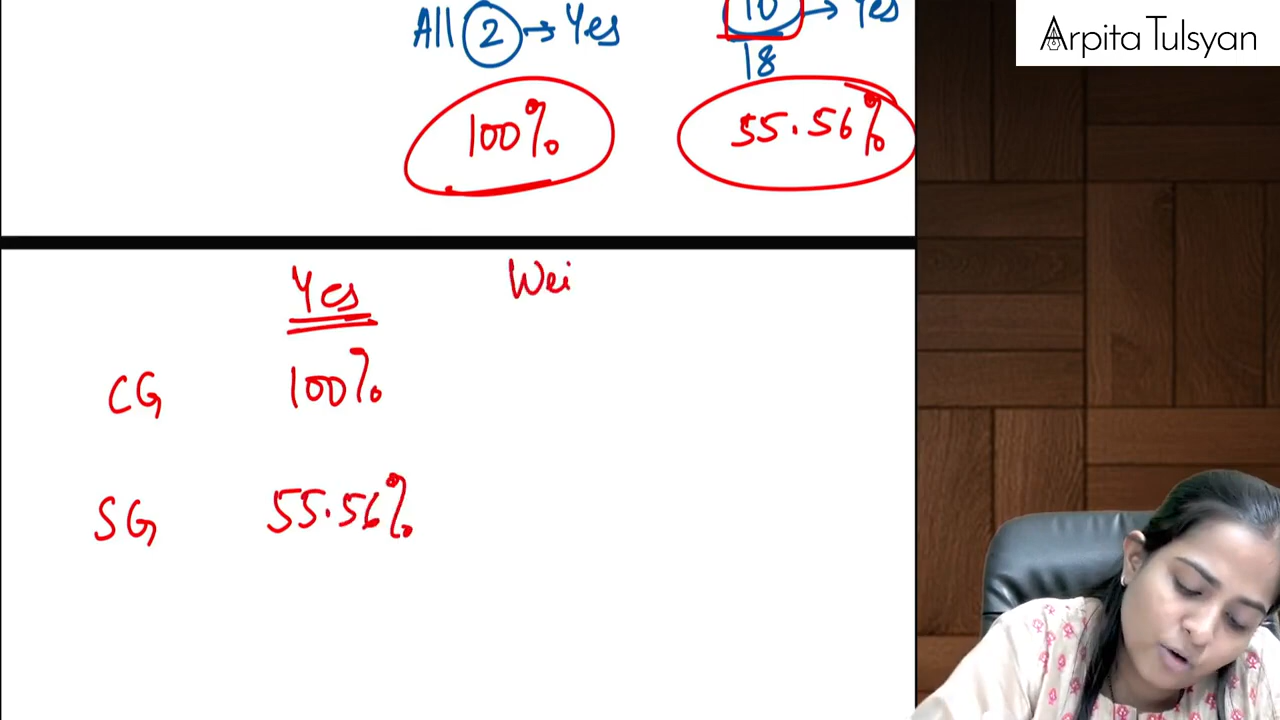 All 2 → Yes
10 → Yes
18
100%
55.56%
Arpita Tulsyan
Yes
Wei
CG
100%
SG
55.56%